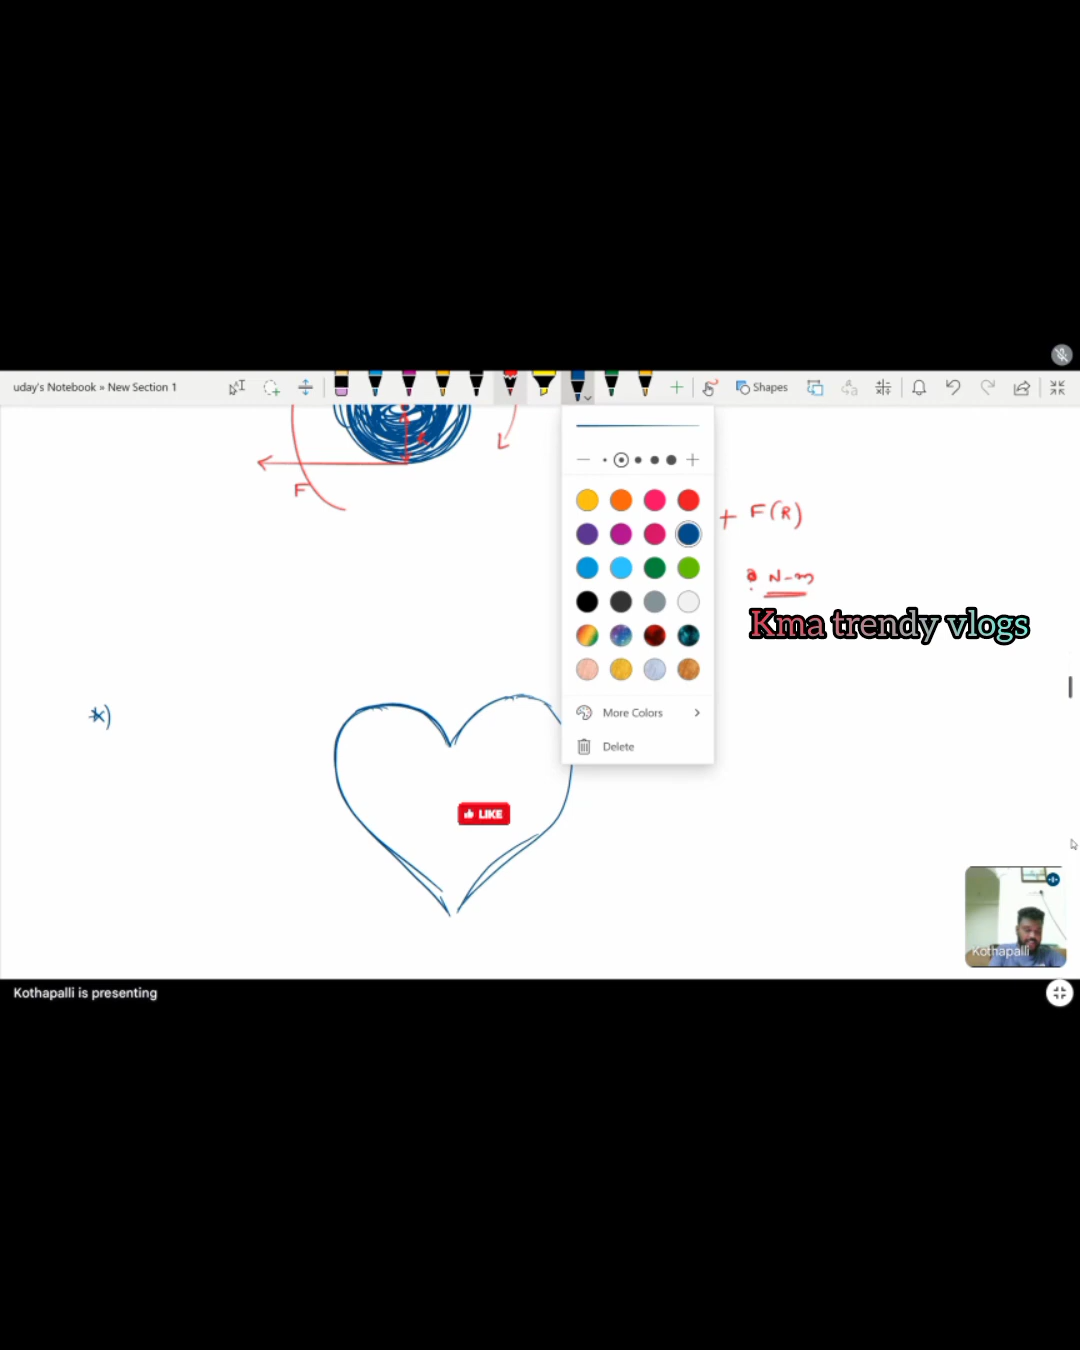 uday's Notebook » New Section 1
Shapes
F
+ F(R)
N-m
Kma trendy vlogs
More Colors
*)
Delete
LIKE
Kothapalli
Kothapalli is presenting